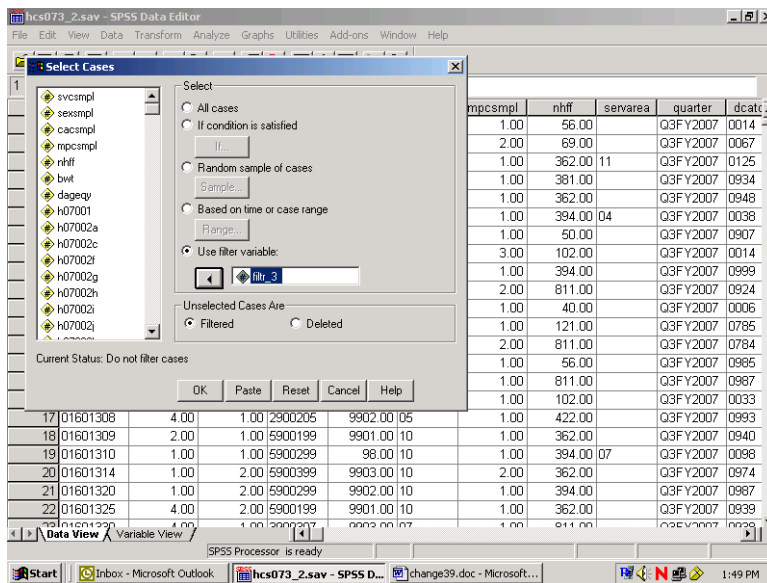 hcs073_2.sav - SPSS Data Editor
File Edit View Data Transform Analyze Graphs Utilities Add-ons Window Help
Select Cases
1
svcsmpl
sexsmpl
cacsmpl
mpcsmpl
nhff
bwt
dageqy
h07001
h07002a
h07002c
h07002f
h07002g
h07002h
h07002i
h07002j
Select
All cases
If condition is satisfied
If...
Random sample of cases
Sample...
Based on time or case range
Range...
Use filter variable:
filtr_3
Unselected Cases Are
Filtered Deleted
Current Status: Do not filter cases
OK Paste Reset Cancel Help
mpcsmpl nhff servarea quarter dcatc
1.00 56.00 Q3FY2007 0014
2.00 69.00 Q3FY2007 0067
1.00 362.00 11 Q3FY2007 0125
1.00 381.00 Q3FY2007 0934
1.00 362.00 Q3FY2007 0948
1.00 394.00 04 Q3FY2007 0038
1.00 50.00 Q3FY2007 0907
3.00 102.00 Q3FY2007 0014
1.00 394.00 Q3FY2007 0999
2.00 811.00 Q3FY2007 0924
1.00 40.00 Q3FY2007 0006
1.00 121.00 Q3FY2007 0785
2.00 811.00 Q3FY2007 0784
1.00 56.00 Q3FY2007 0985
1.00 811.00 Q3FY2007 0987
1.00 102.00 Q3FY2007 0033
17 01601308 4.00 1.00 2900205 9902.00 05 1.00 422.00 Q3FY2007 0993
18 01601309 2.00 1.00 5900199 9901.00 10 1.00 362.00 Q3FY2007 0940
19 01601310 1.00 1.00 5900299 98.00 10 1.00 394.00 07 Q3FY2007 0098
20 01601314 1.00 2.00 5900399 9903.00 10 2.00 362.00 Q3FY2007 0974
21 01601320 1.00 2.00 5900299 9902.00 10 1.00 394.00 Q3FY2007 0987
22 01601325 4.00 2.00 5900199 9901.00 10 1.00 362.00 Q3FY2007 0939
Data View Variable View
SPSS Processor is ready
Start Inbox - Microsoft Outlook hcs073_2.sav - SPSS D... change39.doc - Microsoft... 1:49 PM